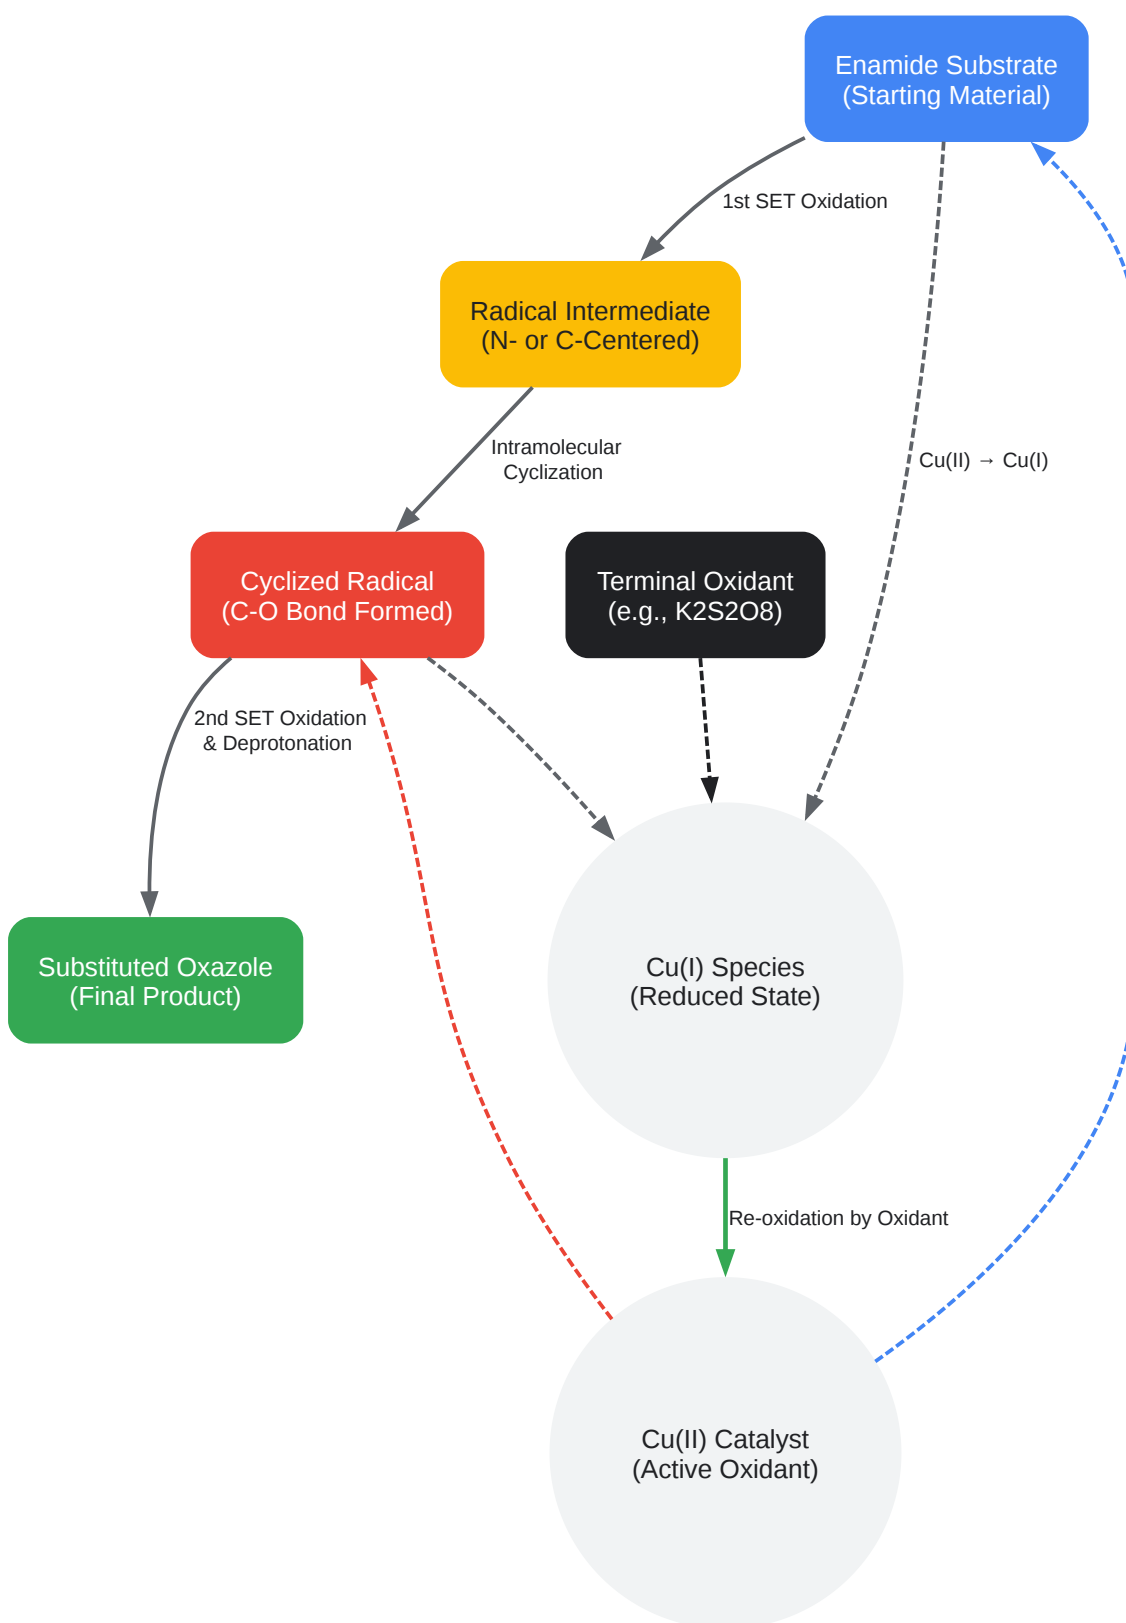 Enamide Substrate
(Starting Material)
1st SET Oxidation
Radical Intermediate
(N- or C-Centered)
Intramolecular
Cyclization
Cu(II) → Cu(I)
Cyclized Radical
(C-O Bond Formed)
Terminal Oxidant
(e.g., K2S2O8)
2nd SET Oxidation
& Deprotonation
Substituted Oxazole
(Final Product)
Cu(I) Species
(Reduced State)
Re-oxidation by Oxidant
Cu(II) Catalyst
(Active Oxidant)